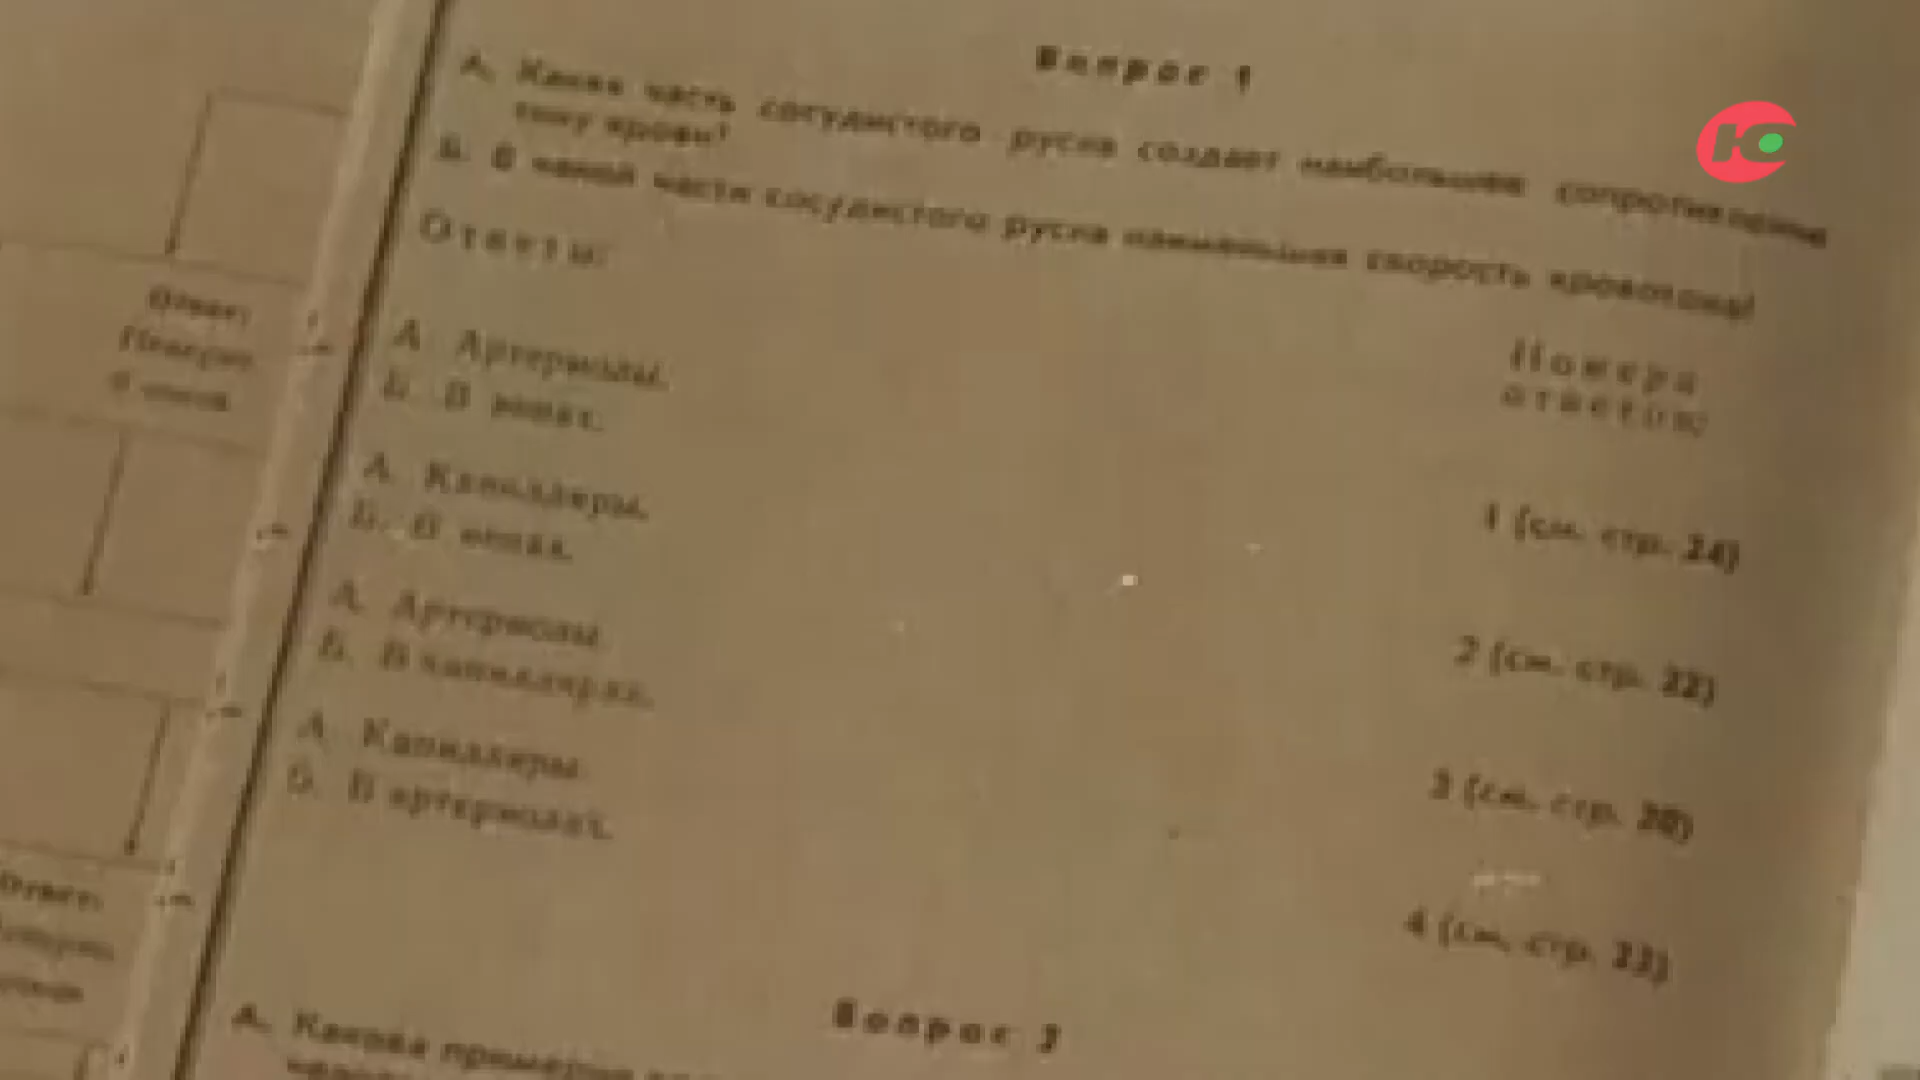 Вопрос 1
А. Какая часть сосудистого русла создает наибольшее сопротивление
току крови?
Б. В какой части сосудистого русла наименьшая скорость кровотока?
Ответы:
Номера
ответов:
А. Артериолы.
Б. В венах.
1 (см. стр. 24)
А. Капилляры.
Б. В венах.
2 (см. стр. 22)
А. Артериолы.
Б. В капиллярах.
3 (см. стр. 20)
А. Капилляры.
Б. В артериолах.
4 (см. стр. 23)
Вопрос 2
А. Какова примерно
Ответ:
Ответ: